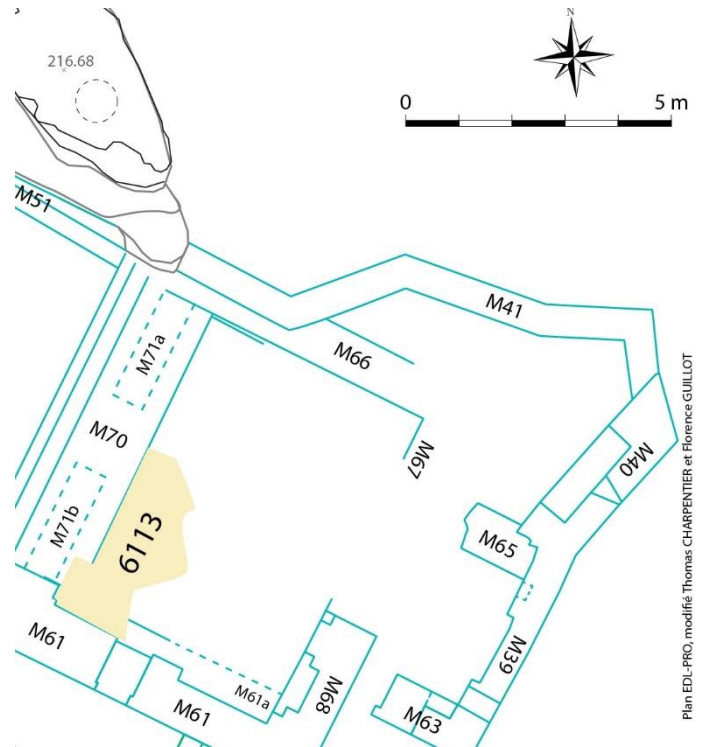 N
216.68
0 5 m
M51
M41
M71a
M66
M70
M67
M40
M71b
6113
M65
M61
M61a
M68
M39
M61
M63
Plan EDL-PRO, modifié Thomas CHARPENTIER et Florence GUILLOT